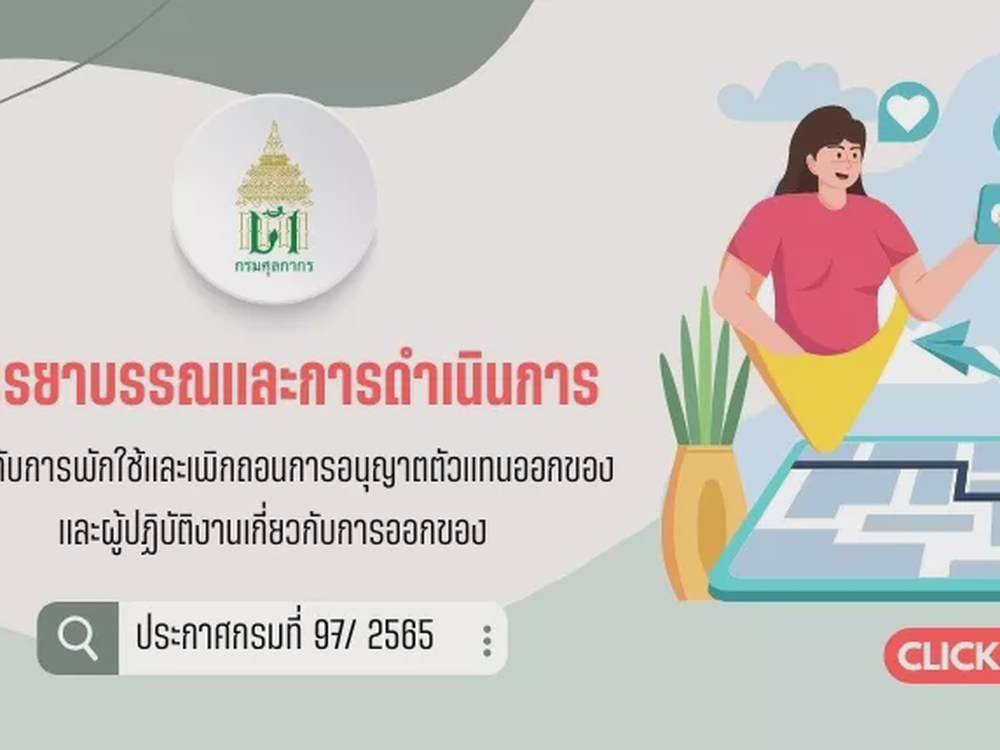 กรมศุลกากร
รยาบรรณและการดำเนินการ
กับการพักใช้และเพิกถอนการอนุญาตตัวแทนออกของ
และผู้ปฏิบัติงานเกี่ยวกับการออกของ
ประกาศกรมที่ 97/ 2565
CLICK